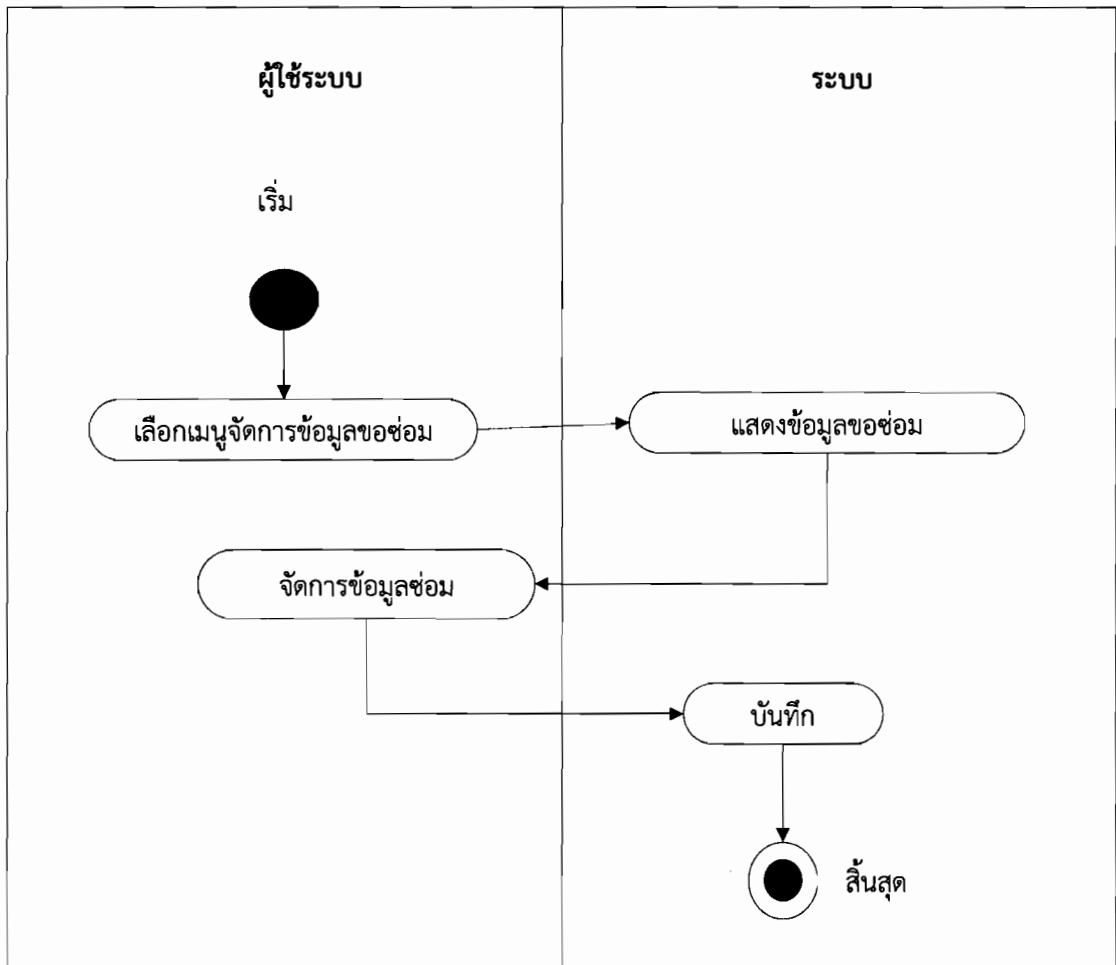 ผู้ใช้ระบบ
ระบบ
เริ่ม
เลือกเมนูจัดการข้อมูลขอซ่อม
แสดงข้อมูลขอซ่อม
จัดการข้อมูลซ่อม
บันทึก
สิ้นสุด